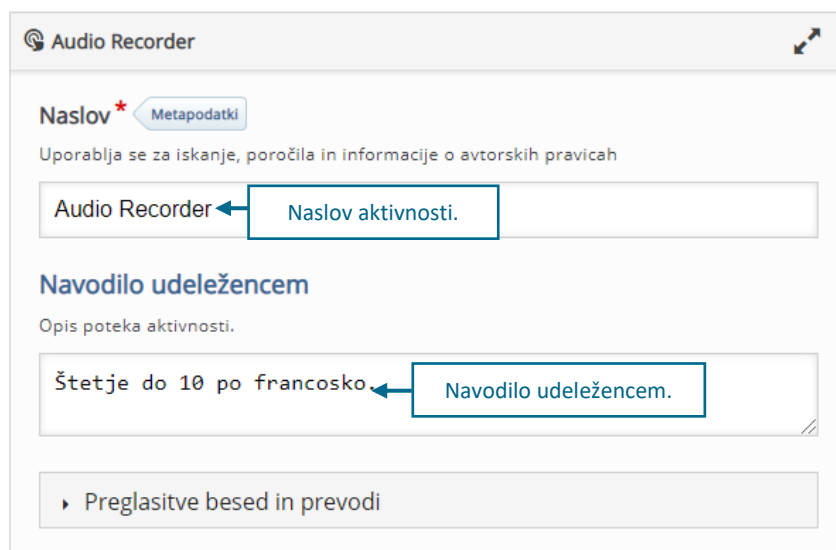 Audio Recorder
Naslov * Metapodatki
Uporablja se za iskanje, poročila in informacije o avtorskih pravicah
Audio Recorder
Naslov aktivnosti.
Navodilo udeležencem
Opis poteka aktivnosti.
Štetje do 10 po francosko.
Navodilo udeležencem.
Preglasitve besed in prevodi